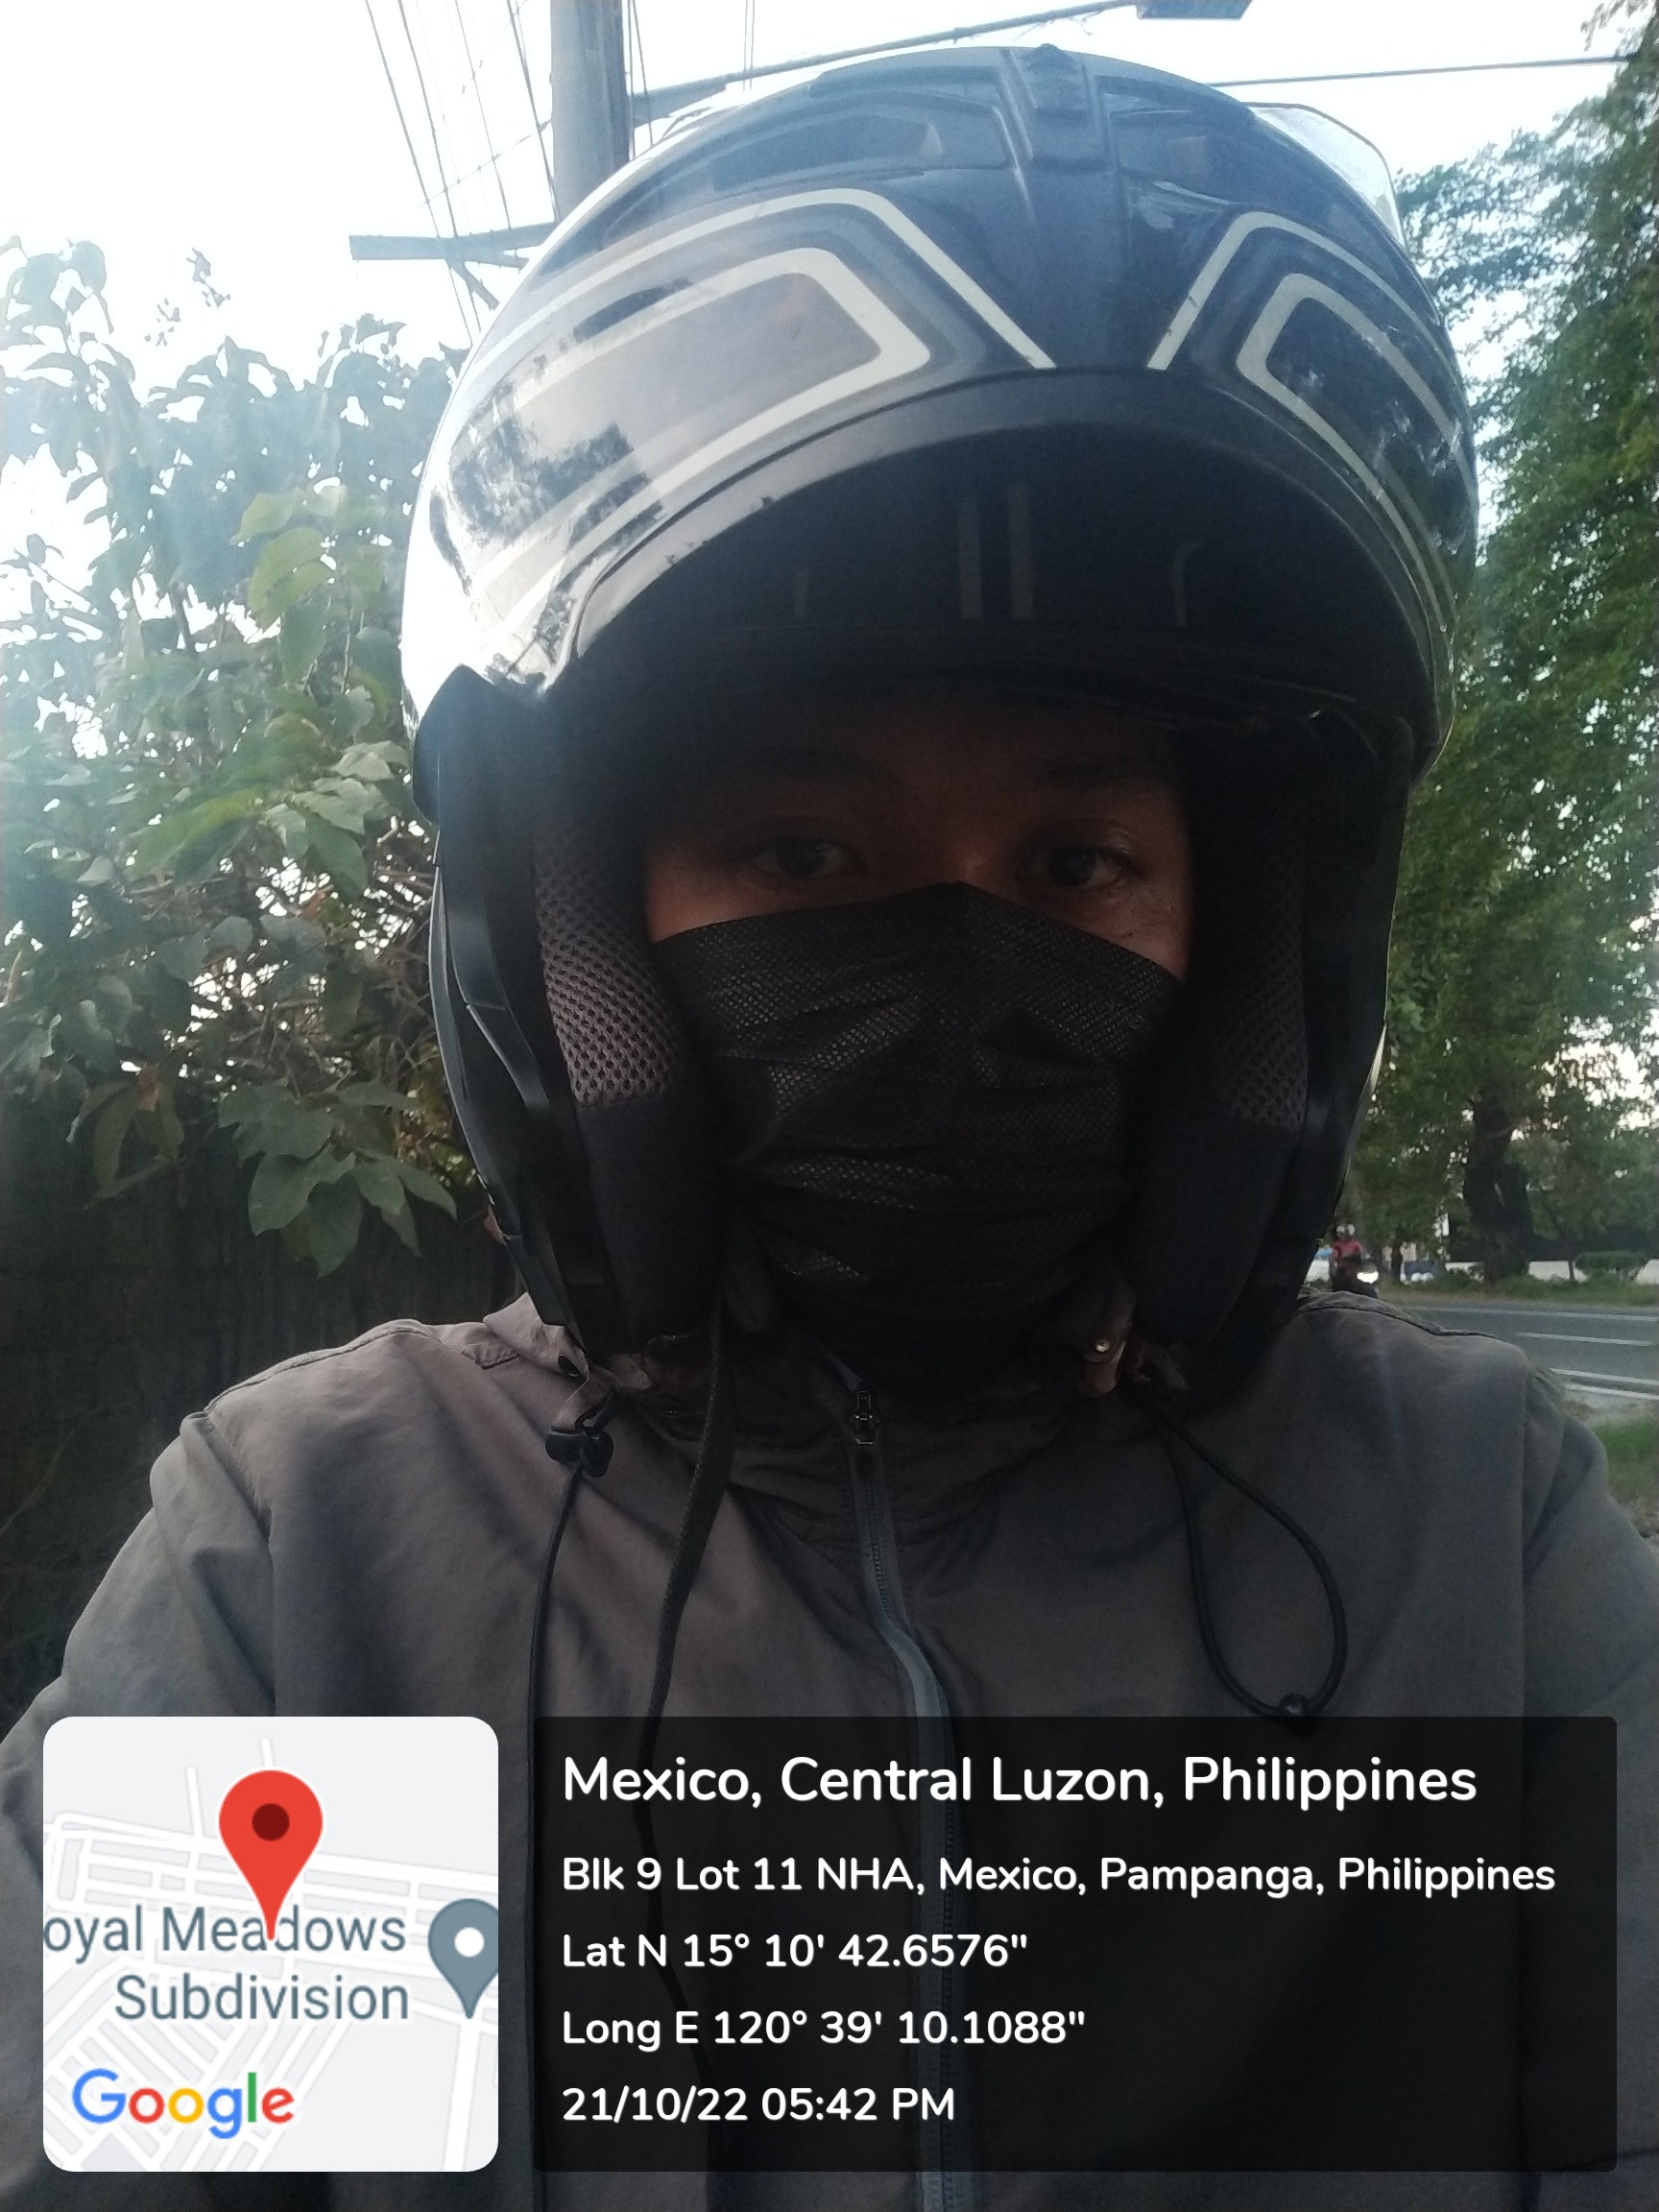 Mexico, Central Luzon, Philippines
Blk 9 Lot 11 NHA, Mexico, Pampanga, Philippines
Lat N 15° 10' 42.6576"
Long E 120° 39' 10.1088"
21/10/22 05:42 PM
oyal Meadows
Subdivision
Google